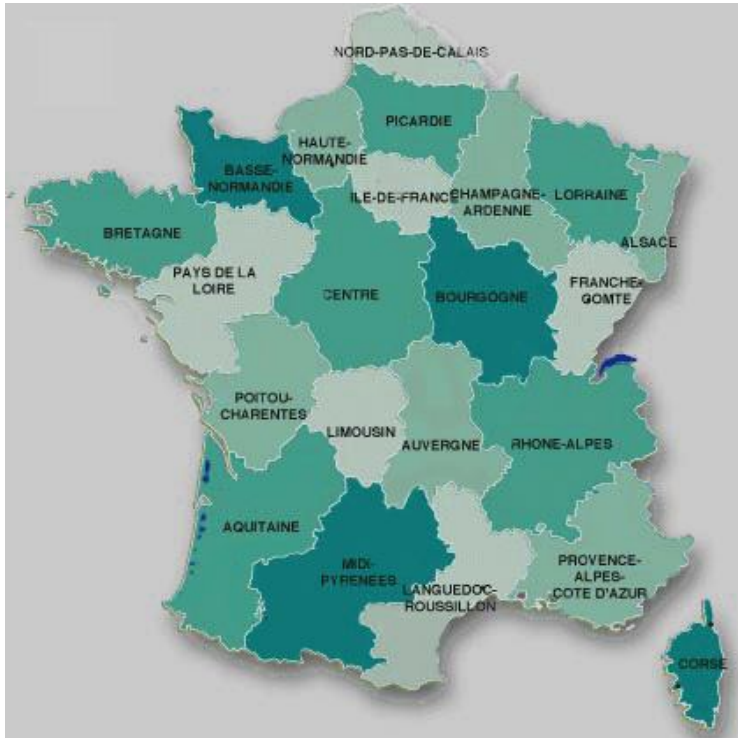 NORD-PAS-DE-CALAIS
PICARDIE
HAUTE-
NORMANDIE
BASSE-
NORMANDIE
ILE-DE-FRANCE
CHAMPAGNE-
ARDENNE
LORRAINE
ALSACE
BRETAGNE
PAYS DE LA
LOIRE
CENTRE
BOURGOGNE
FRANCHE-
GOMTE
POITOU-
CHARENTES
LIMOUSIN
AUVERGNE
RHONE-ALPES
AQUITAINE
MIDI-
PYRENEES
LANGUEDOC-
ROUSSILLON
PROVENCE-
ALPES-
COTE D'AZUR
CORSE